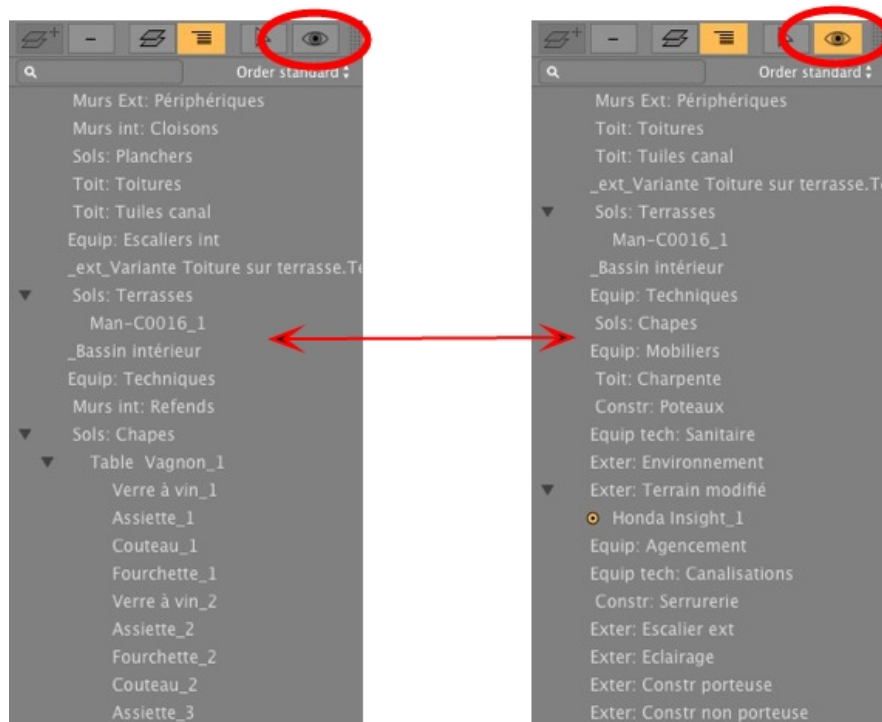 Order standard
Murs Ext: Périphériques
Murs int: Cloisons
Sols: Planchers
Toit: Toitures
Toit: Tuiles canal
Equip: Escaliers int
_ext_Variante Toiture sur terrasse.Te
Sols: Terrasses
Man-C0016_1
_Bassin intérieur
Equip: Techniques
Murs int: Refends
Sols: Chapes
Table Vagnon_1
Verre à vin_1
Assiette_1
Couteau_1
Fourchette_1
Verre à vin_2
Assiette_2
Fourchette_2
Couteau_2
Assiette_3
Order standard
Murs Ext: Périphériques
Toit: Toitures
Toit: Tuiles canal
_ext_Variante Toiture sur terrasse.Te
Sols: Terrasses
Man-C0016_1
_Bassin intérieur
Equip: Techniques
Sols: Chapes
Equip: Mobiliers
Toit: Charpente
Constr: Poteaux
Equip tech: Sanitaire
Exter: Environnement
Exter: Terrain modifié
Honda Insight_1
Equip: Agencement
Equip tech: Canalisations
Constr: Serrurerie
Exter: Escalier ext
Exter: Eclairage
Exter: Constr porteuse
Exter: Constr non porteuse